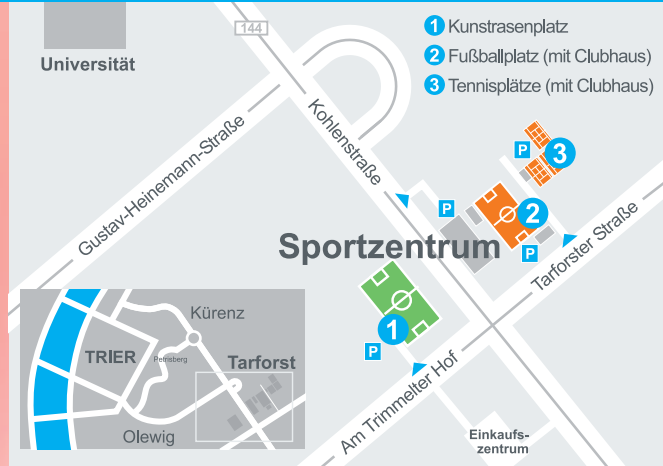 1 Kunstrasenplatz
2 Fußballplatz (mit Clubhaus)
3 Tennisplätze (mit Clubhaus)
144
Universität
Kohlenstraße
Gustav-Heinemann-Straße
P
3
P
2
Sportzentrum
P
Tarforster Straße
1
P
Am Trimmelter Hof
Einkaufs-
zentrum
Kürenz
TRIER
Petrisberg
Tarforst
Olewig